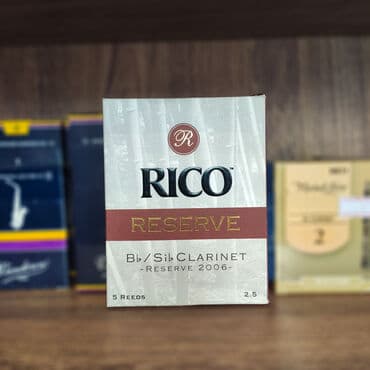 R
RICO
RESERVE
B♭/Si♭ CLARINET
-RESERVE 2006-
5 REEDS
2.5
Vandoren
2